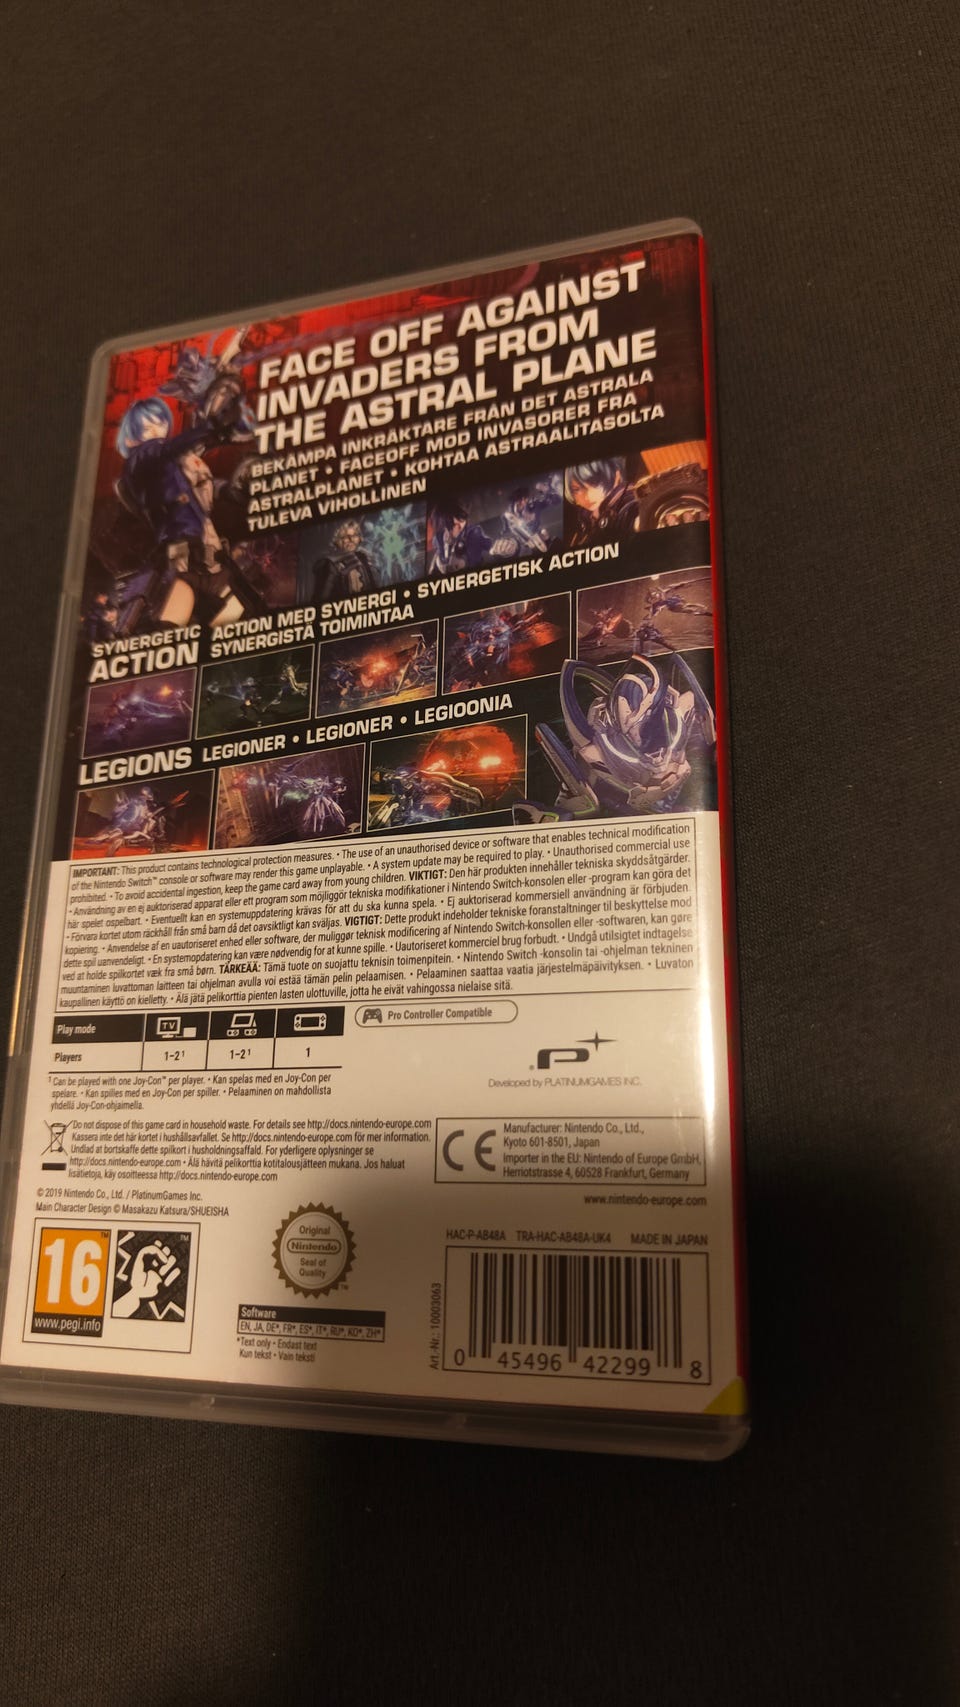 FACE OFF AGAINST
INVADERS FROM
THE ASTRAL PLANE
BEKÄMPA INKRÄKTARE FRÅN DET ASTRALA
PLANET • FACEOFF MOD INVASORER FRA
ASTRALPLANET • KOHTAA ASTRAALITASOLTA
TULEVA VIHOLLINEN
SYNERGETIC
ACTION
ACTION MED SYNERGI • SYNERGETISK ACTION
SYNERGISTÄ TOIMINTAA
LEGIONS LEGIONER • LEGIONER • LEGIOONIA
IMPORTANT: This product contains technological protection measures. • The use of an unauthorised device or software that enables technical modification
of the Nintendo Switch™ console or software may render this game unplayable. • A system update may be required to play. • Unauthorised commercial use
prohibited. • To avoid accidental ingestion, keep the game card away from young children. VIKTIGT: Den här produkten innehåller tekniska skyddsåtgärder.
• Användning av en ej auktoriserad apparat eller ett program som möjliggör tekniska modifikationer i Nintendo Switch-konsolen eller -program kan göra det
här spelet ospelbart. • Eventuellt kan en systemuppdatering krävas för att du ska kunna spela. • Ej auktoriserad kommersiell användning är förbjuden.
• Förvara kortet utom räckhåll från små barn då det oavsiktligt kan sväljas. VIGTIGT: Dette produkt indeholder tekniske foranstaltninger til beskyttelse mod
kopiering. • Anvendelse af en uautoriseret enhed eller software, der muliggør teknisk modificering af Nintendo Switch-konsollen eller -softwaren, kan gøre
dette spil uanvendeligt. • En systemopdatering kan være nødvendig for at kunne spille. • Uautoriseret kommerciel brug forbudt. • Undgå utilsigtet indtagelse
ved at holde spilkortet væk fra små børn. TÄRKEÄÄ: Tämä tuote on suojattu teknisin toimenpitein. • Nintendo Switch -konsolin tai -ohjelman tekninen
muuntaminen luvattoman laitteen tai ohjelman avulla voi estää tämän pelin pelaamisen. • Pelaaminen saattaa vaatia järjestelmäpäivityksen. • Luvaton
kaupallinen käyttö on kielletty. • Älä jätä pelikorttia pienten lasten ulottuville, jotta he eivät vahingossa nielaise sitä.
Play mode TV
Players 1-2¹ 1-2¹ 1
Pro Controller Compatible
¹ Can be played with one Joy-Con™ per player. • Kan spelas med en Joy-Con per
spelare. • Kan spilles med en Joy-Con per spiller. • Pelaaminen on mahdollista
yhdellä Joy-Con-ohjaimella.
Developed by PLATINUMGAMES INC.
Do not dispose of this game card in household waste. For details see http://docs.nintendo-europe.com
Kassera inte det här kortet i hushållsavfallet. Se http://docs.nintendo-europe.com för mer information.
Undlad at bortskaffe dette spilkort i husholdningsaffald. For yderligere oplysninger se
http://docs.nintendo-europe.com • Älä hävitä pelikorttia kotitalousjätteen mukana. Jos haluat
lisätietoja, käy osoitteessa http://docs.nintendo-europe.com
CE
Manufacturer: Nintendo Co., Ltd.,
Kyoto 601-8501, Japan
Importer in the EU: Nintendo of Europe GmbH,
Herriotstrasse 4, 60528 Frankfurt, Germany
www.nintendo-europe.com
© 2019 Nintendo Co., Ltd. / PlatinumGames Inc.
Main Character Design © Masakazu Katsura/SHUEISHA
16
www.pegi.info
Original
Nintendo
Seal of
Quality
Software
EN, JA, DE*, FR*, ES*, IT*, RU*, KO*, ZH*
*Text only • Endast text
Kun tekst • Vain teksti
HAC-P-AB48A TRA-HAC-AB48A-UK4 MADE IN JAPAN
Art.-Nr.: 10003063
0 45496 42299 8